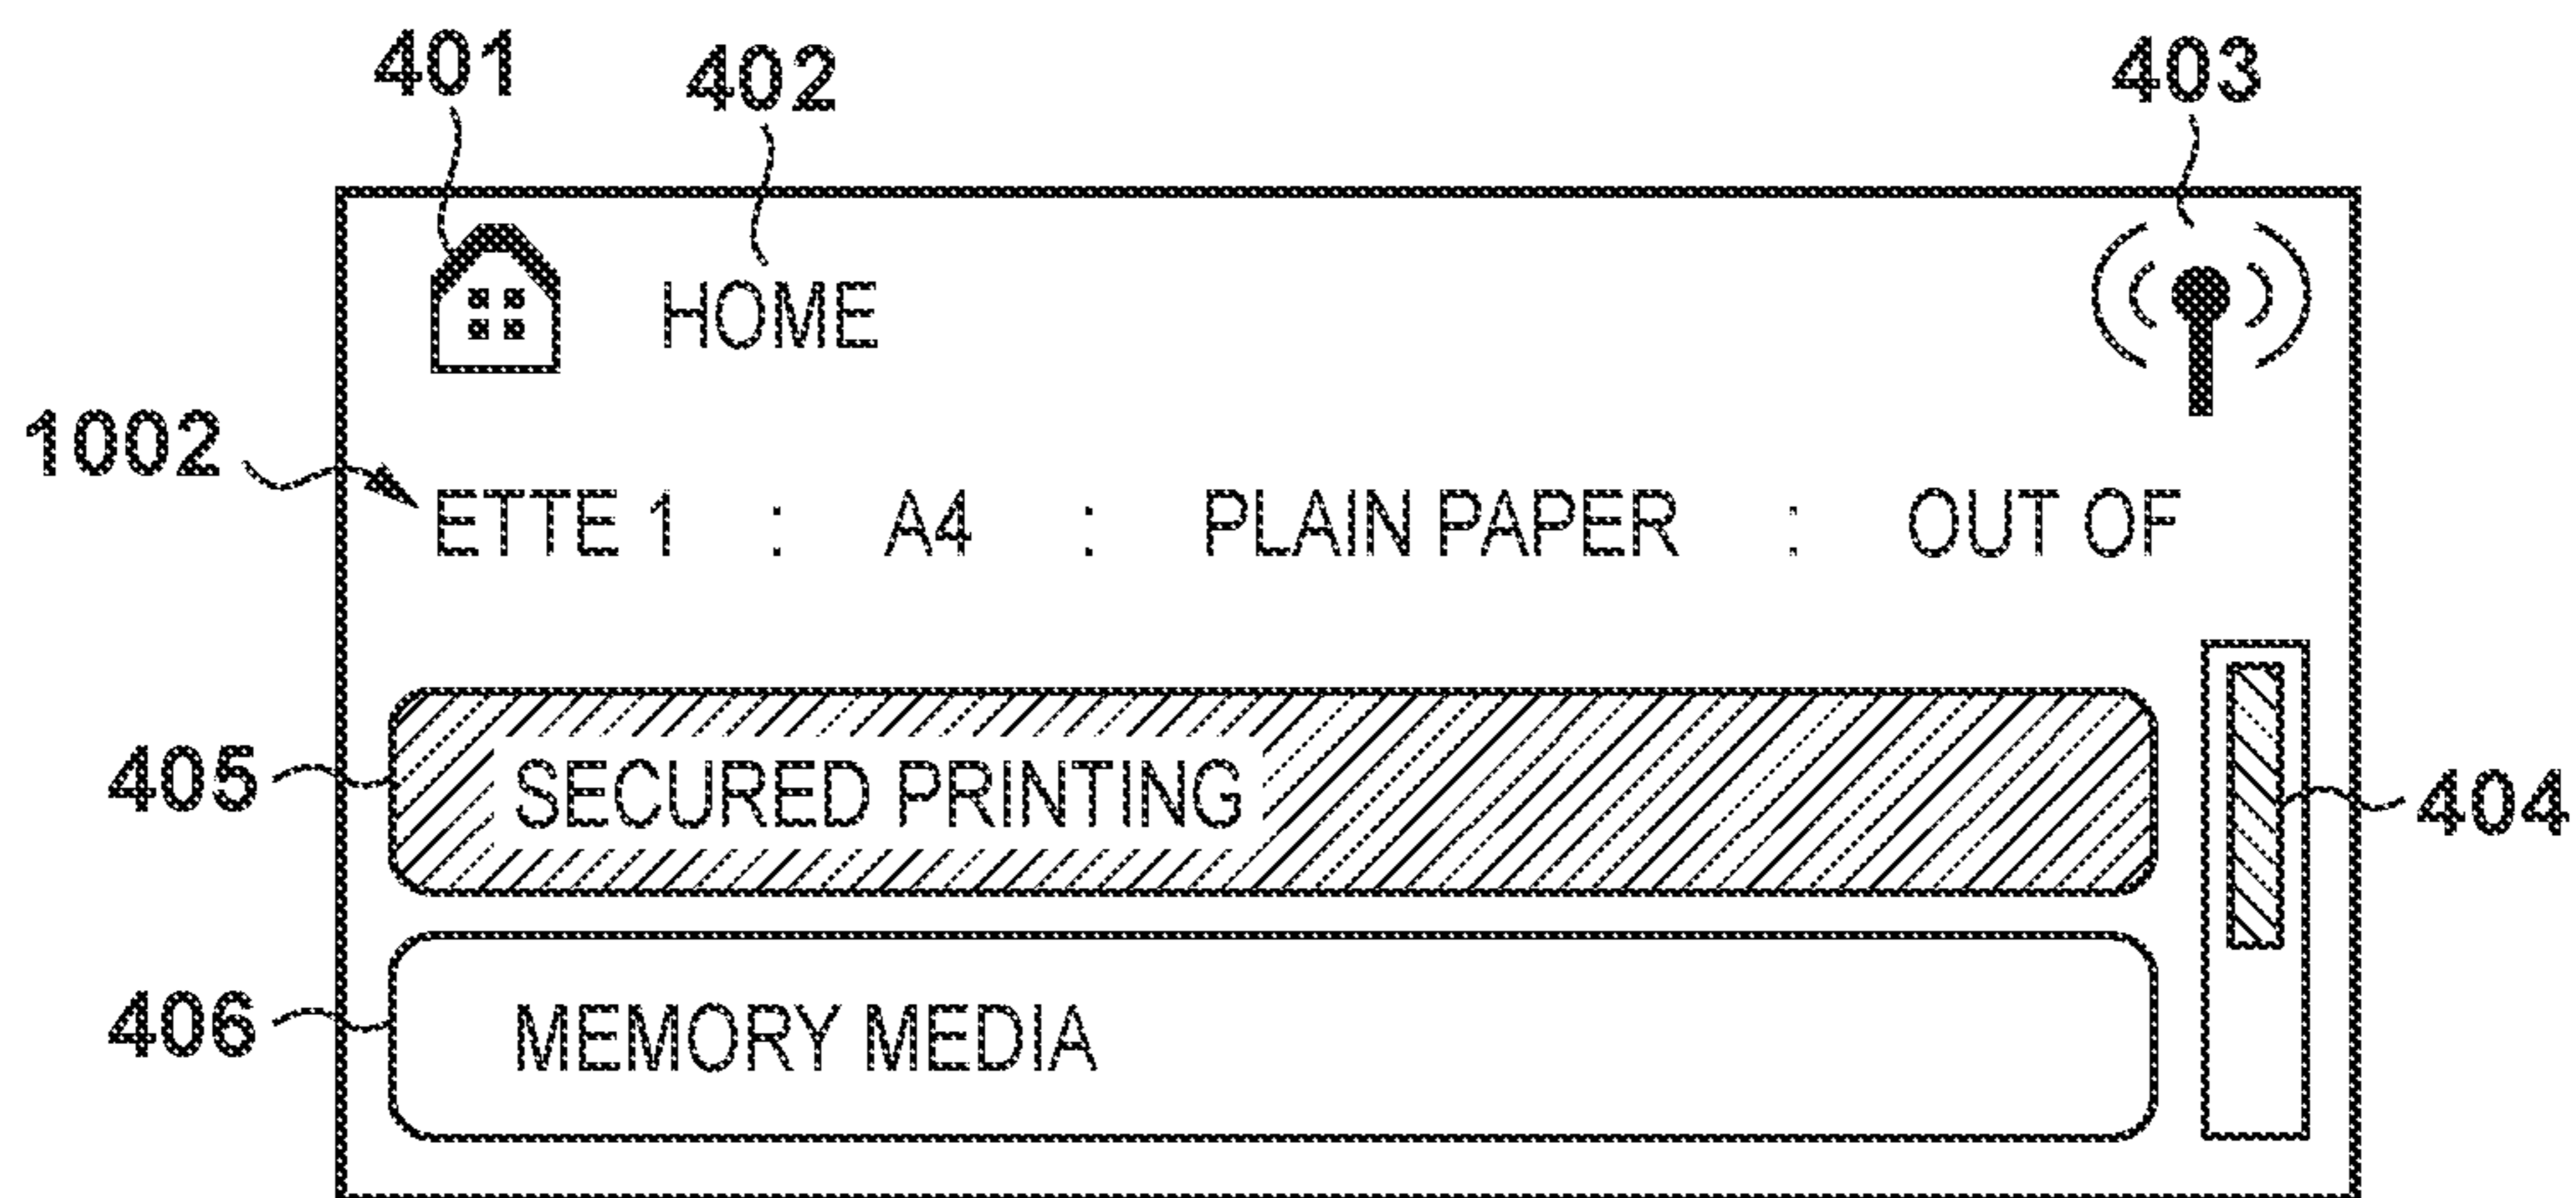 401 402 403
HOME
1002
ETTE 1 : A4 : PLAIN PAPER : OUT OF
405 SECURED PRINTING 404
406 MEMORY MEDIA